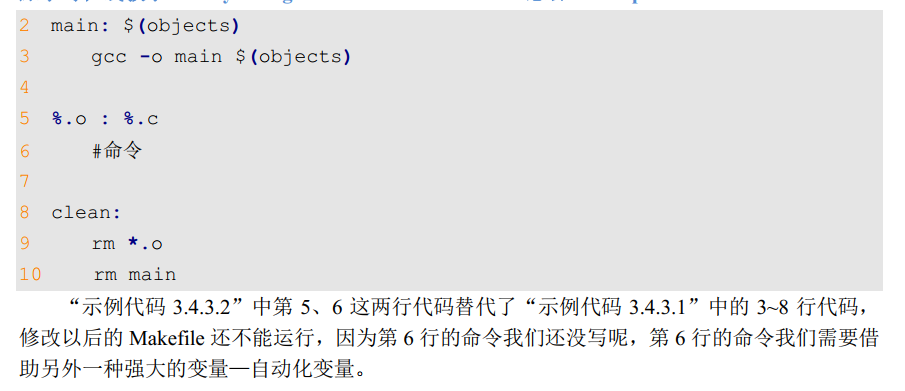 2 main: $(objects)
3 gcc -o main $(objects)
4
5 %.o : %.c
6 #命令
7
8 clean:
9 rm *.o
10 rm main
“示例代码 3.4.3.2”中第 5、6 这两行代码替代了“示例代码 3.4.3.1”中的 3~8 行代码，
修改以后的 Makefile 还不能运行，因为第 6 行的命令我们还没写呢，第 6 行的命令我们需要借
助另外一种强大的变量—自动化变量。